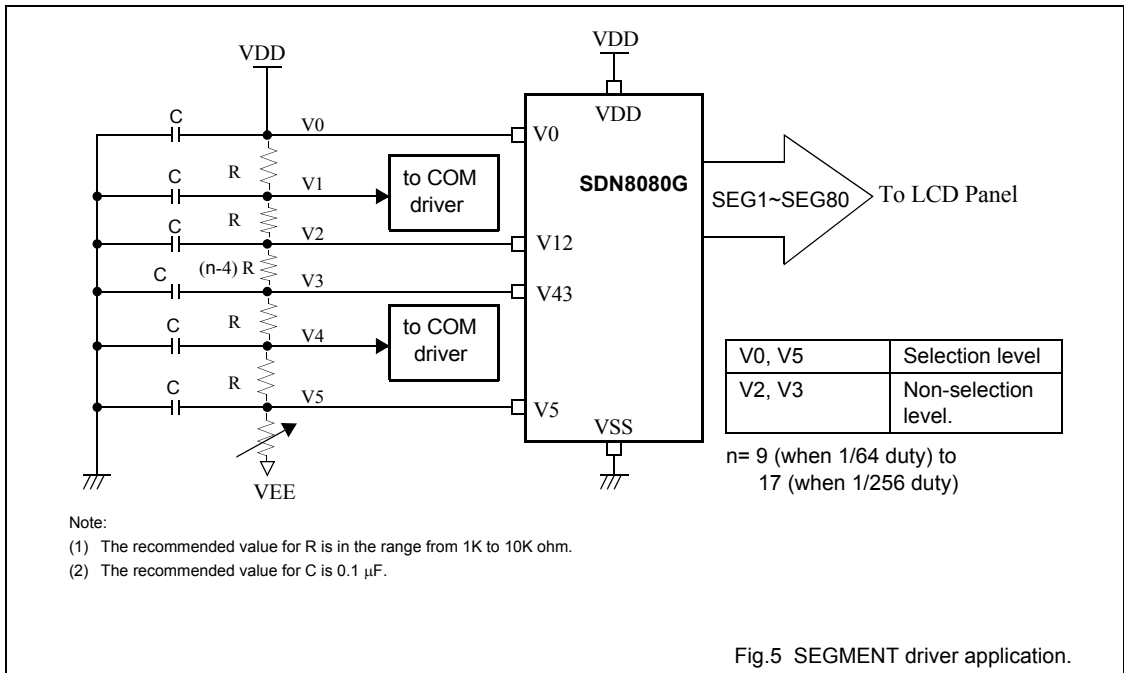 VDD
VDD
C
V0
V0
VDD
R
C
V1
to COM
driver
SDN8080G
SEG1~SEG80
To LCD Panel
R
C
V2
V12
(n-4) R
C
V3
V43
R
C
V4
to COM
driver
R
C
V5
V5
VSS
VEE
V0, V5 Selection level
V2, V3 Non-selection
level.
n= 9 (when 1/64 duty) to
17 (when 1/256 duty)
Note:
(1) The recommended value for R is in the range from 1K to 10K ohm.
(2) The recommended value for C is 0.1 μF.
Fig.5 SEGMENT driver application.